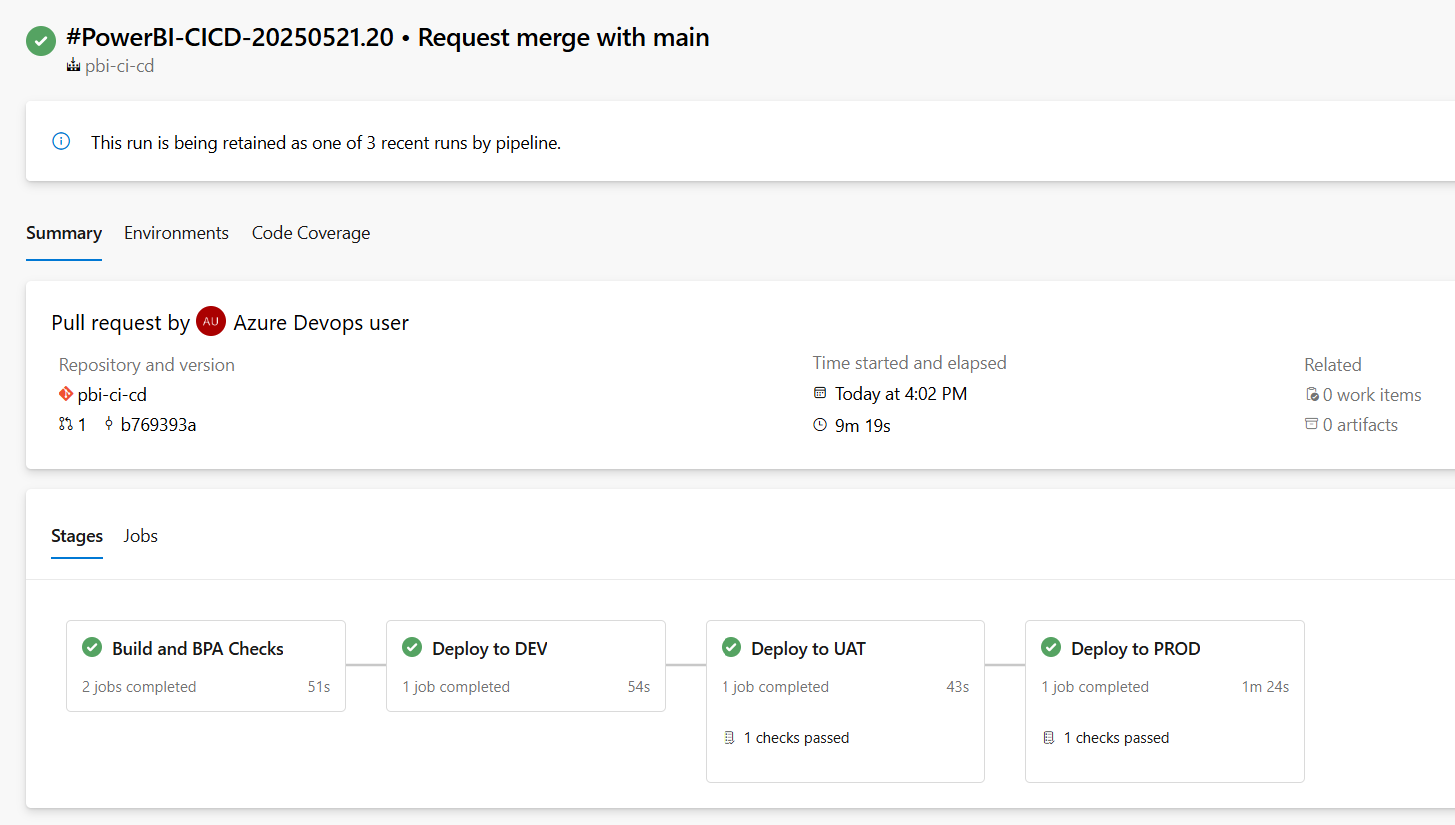 #PowerBI-CICD-20250521.20 • Request merge with main
pbi-ci-cd
This run is being retained as one of 3 recent runs by pipeline.
Summary Environments Code Coverage
Pull request by AU Azure Devops user
Repository and version
pbi-ci-cd
1 b769393a
Time started and elapsed
Today at 4:02 PM
9m 19s
Related
0 work items
0 artifacts
Stages Jobs
Build and BPA Checks
2 jobs completed 51s
Deploy to DEV
1 job completed 54s
Deploy to UAT
1 job completed 43s
1 checks passed
Deploy to PROD
1 job completed 1m 24s
1 checks passed